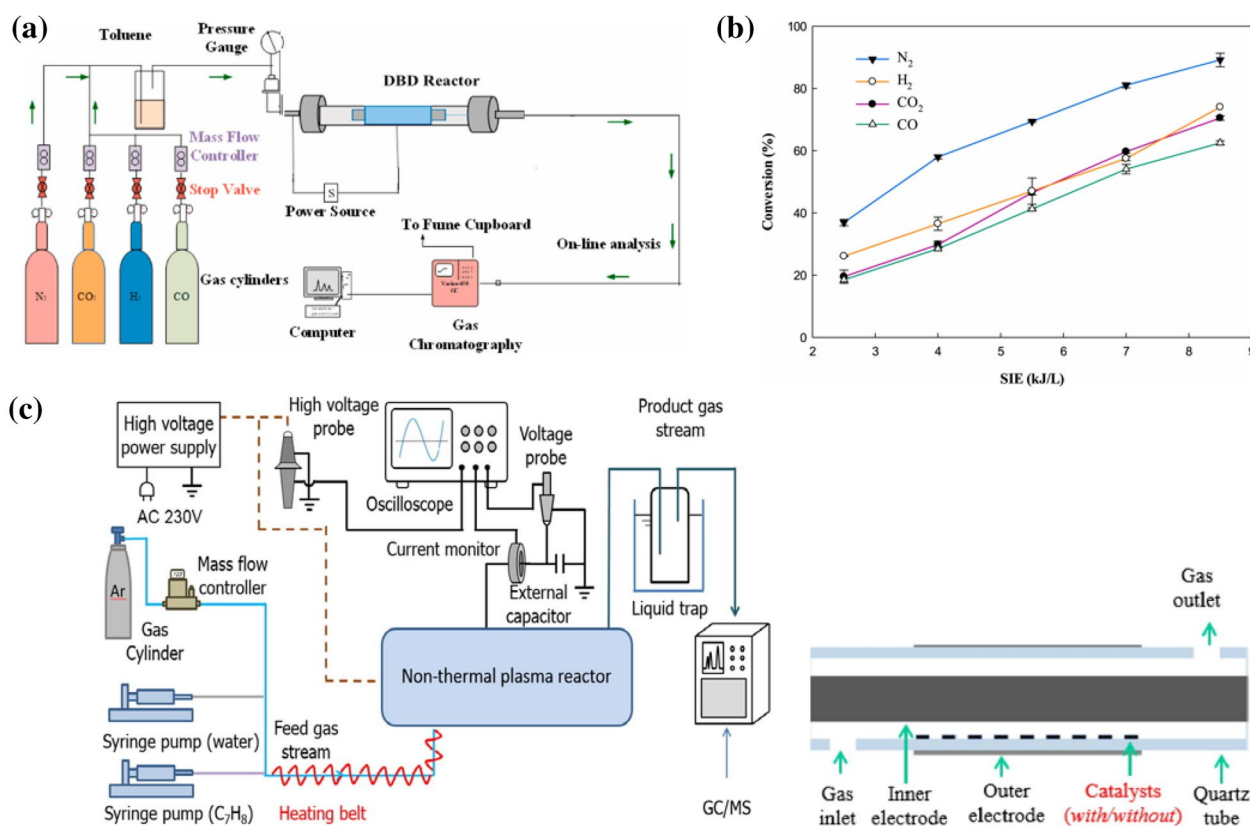 (a)
Toluene
Pressure
Gauge
DBD Reactor
Mass Flow
Controller
Stop Valve
S
Power Source
To Fume Cupboard
On-line analysis
Gas cylinders
N2
CO2
H2
CO
Computer
GC
Gas
Chromatography
(b)
100
80
60
40
20
0
Conversion (%)
N2
H2
CO2
CO
2
3
4
5
6
7
8
9
SIE (kJ/L)
(c)
High voltage
power supply
AC 230V
High voltage
probe
Oscilloscope
Voltage
probe
Current monitor
External
capacitor
Product gas
stream
Liquid trap
Ar
Mass flow
controller
Gas
Cylinder
Non-thermal plasma reactor
Syringe pump (water)
Feed gas
stream
Syringe pump (C7H8)
Heating belt
GC/MS
Gas
outlet
Gas
inlet
Inner
electrode
Outer
electrode
Catalysts
(with/without)
Quartz
tube